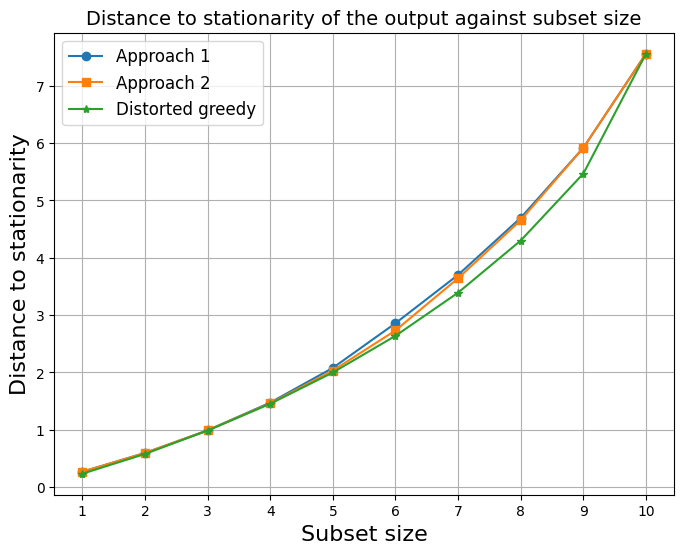 Distance to stationarity of the output against subset size
Approach 1
Approach 2
Distorted greedy
Distance to stationarity
7
6
5
4
3
2
1
0
1 2 3 4 5 6 7 8 9 10
Subset size